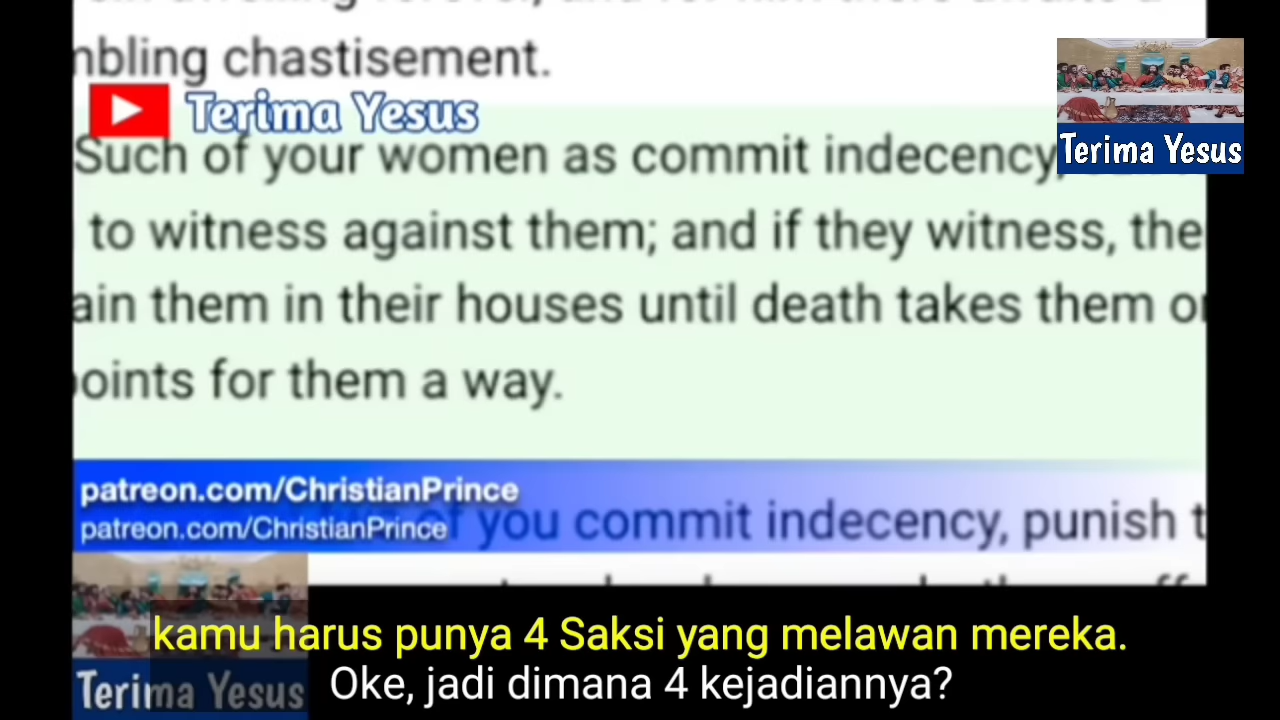 chastisement.
Terima Yesus
Terima Yesus
Such of your women as commit indecency,
to witness against them; and if they witness, the
ain them in their houses until death takes them or
points for them a way.
patreon.com/ChristianPrince
patreon.com/ChristianPrince
of you commit indecency, punish t
kamu harus punya 4 Saksi yang melawan mereka.
Oke, jadi dimana 4 kejadiannya?
Terima Yesus